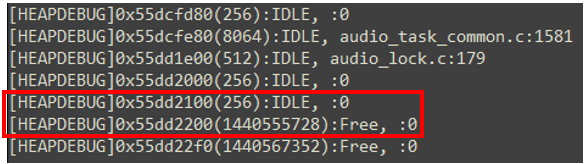 [HEAPDEBUG]0x55dcfd80(256):IDLE, :0
[HEAPDEBUG]0x55dcfe80(8064):IDLE, audio_task_common.c:1581
[HEAPDEBUG]0x55dd1e00(512):IDLE, audio_lock.c:179
[HEAPDEBUG]0x55dd2000(256):IDLE, :0
[HEAPDEBUG]0x55dd2100(256):IDLE, :0
[HEAPDEBUG]0x55dd2200(1440555728):Free, :0
[HEAPDEBUG]0x55dd22f0(1440567352):Free, :0